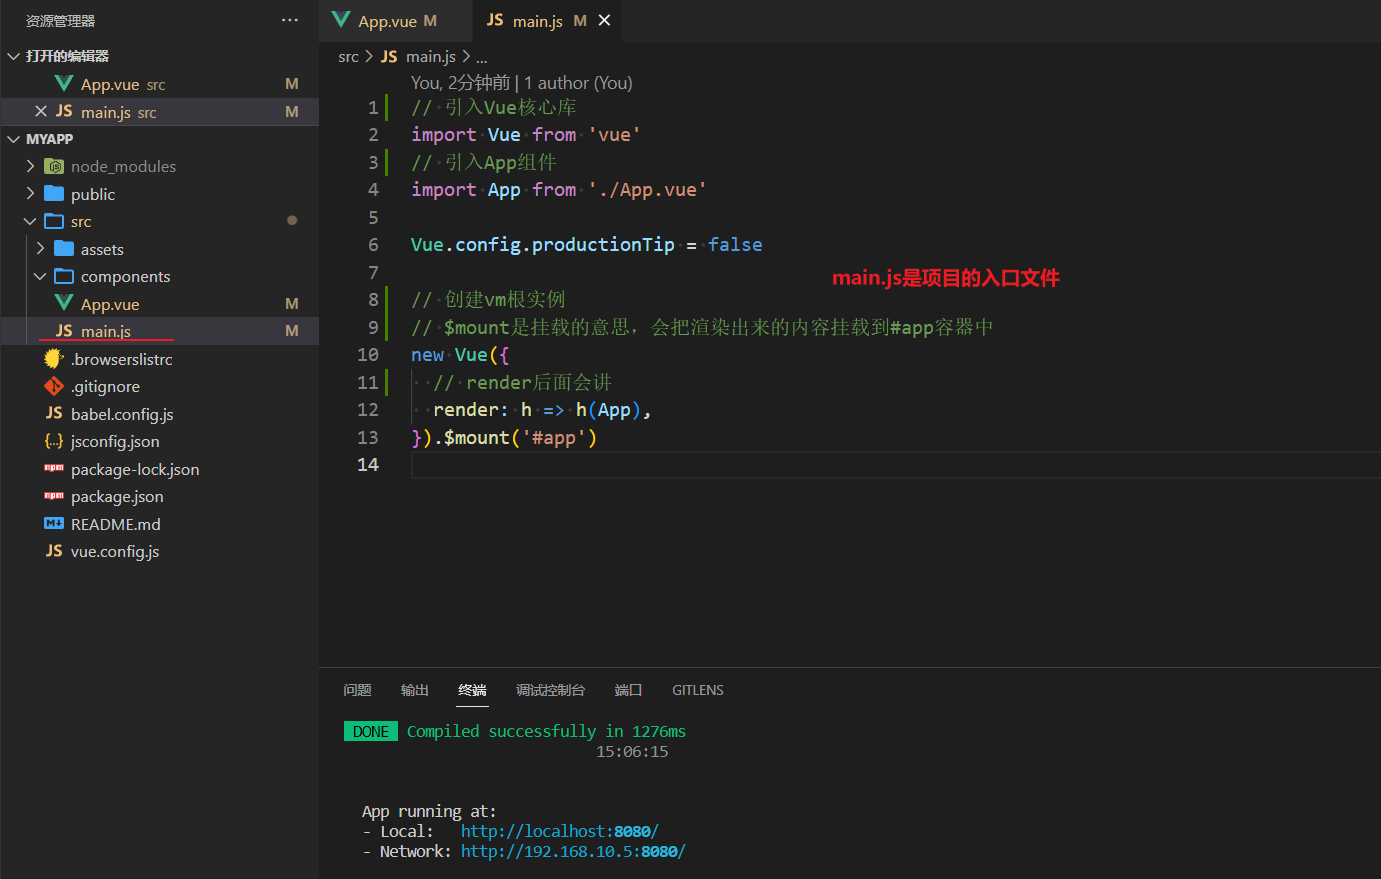 资源管理器 ···
打开的编辑器
App.vue src M
JS main.js src M
MYAPP
node_modules
public
src
assets
components
App.vue M
JS main.js M
.browserslistrc
.gitignore
JS babel.config.js
{..} jsconfig.json
npm package-lock.json
npm package.json
M README.md
JS vue.config.js
App.vue M
JS main.js M
src > JS main.js > ...
You, 2分钟前 | 1 author (You)
1 // 引入Vue核心库
2 import Vue from 'vue'
3 // 引入App组件
4 import App from './App.vue'
5
6 Vue.config.productionTip = false
7
main.js是项目的入口文件
8 // 创建vm根实例
9 // $mount是挂载的意思，会把渲染出来的内容挂载到#app容器中
10 new Vue({
11 // render后面会讲
12 render: h => h(App),
13 }).$mount('#app')
14
问题 输出 终端 调试控制台 端口 GITLENS
DONE Compiled successfully in 1276ms
15:06:15
App running at:
- Local: http://localhost:8080/
- Network: http://192.168.10.5:8080/